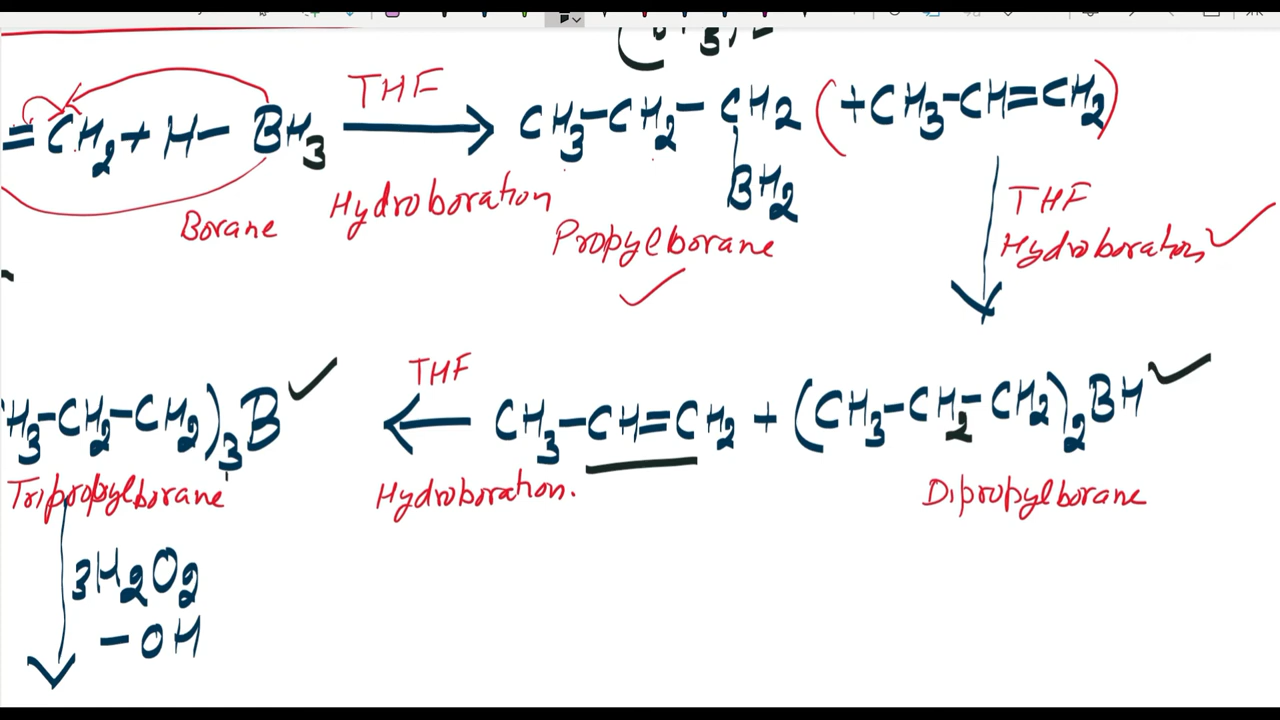 =CH2+H-BH3 THF CH3-CH2-CH2 (+CH3-CH=CH2)
BH2
Borane Hydroboration Propylborane THF
Hydroboration
H3-CH2-CH2)3B THF CH3-CH=CH2+(CH3-CH2-CH2)2BH
Tripropylborane Hydroboration. Dipropylborane
3H2O2
-OH